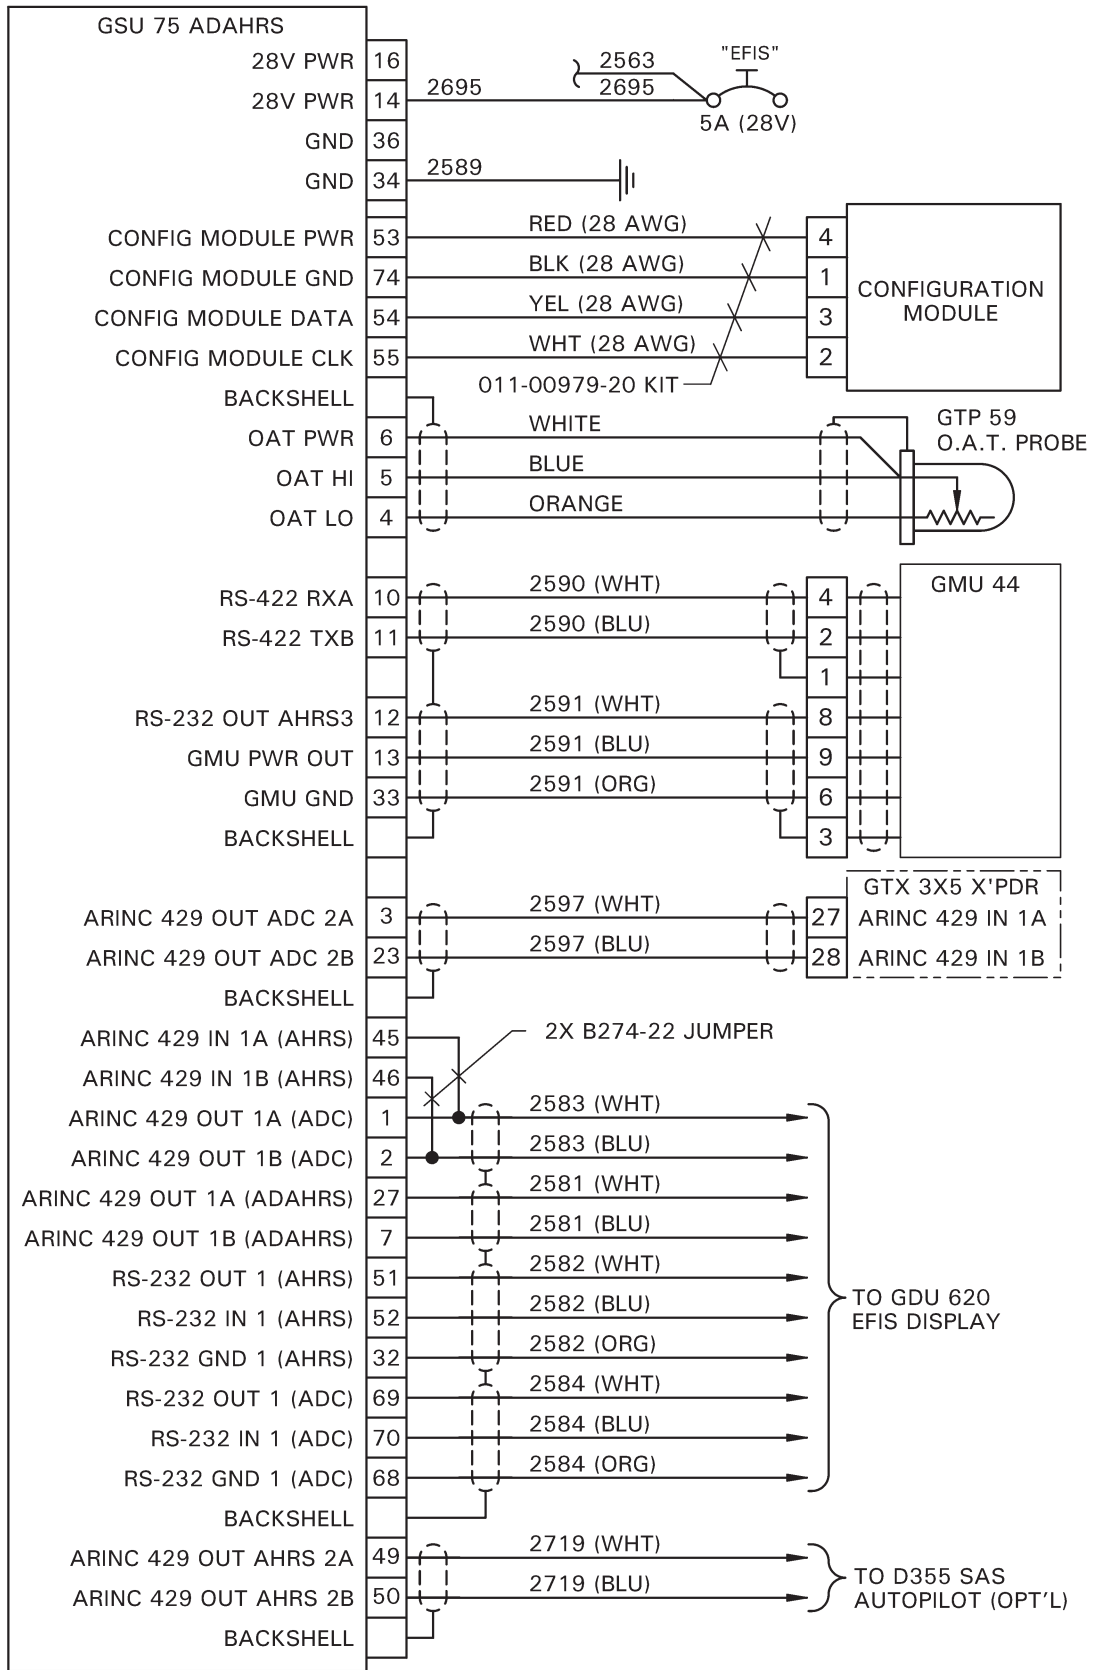 GSU 75 ADAHRS
28V PWR 16 2563 "EFIS"
28V PWR 14 2695 2695 5A (28V)
GND 36
GND 34 2589
CONFIG MODULE PWR 53 RED (28 AWG) 4
CONFIG MODULE GND 74 BLK (28 AWG) 1
CONFIGURATION
MODULE
CONFIG MODULE DATA 54 YEL (28 AWG) 3
CONFIG MODULE CLK 55 WHT (28 AWG) 2
011-00979-20 KIT
BACKSHELL
GTP 59
O.A.T. PROBE
OAT PWR 6 WHITE
OAT HI 5 BLUE
OAT LO 4 ORANGE
GMU 44
RS-422 RXA 10 2590 (WHT) 4
RS-422 TXB 11 2590 (BLU) 2
1
RS-232 OUT AHRS3 12 2591 (WHT) 8
GMU PWR OUT 13 2591 (BLU) 9
GMU GND 33 2591 (ORG) 6
BACKSHELL 3
GTX 3X5 X'PDR
ARINC 429 OUT ADC 2A 3 2597 (WHT) 27 ARINC 429 IN 1A
ARINC 429 OUT ADC 2B 23 2597 (BLU) 28 ARINC 429 IN 1B
BACKSHELL
ARINC 429 IN 1A (AHRS) 45 2X B274-22 JUMPER
ARINC 429 IN 1B (AHRS) 46
ARINC 429 OUT 1A (ADC) 1 2583 (WHT)
ARINC 429 OUT 1B (ADC) 2 2583 (BLU)
ARINC 429 OUT 1A (ADAHRS) 27 2581 (WHT)
ARINC 429 OUT 1B (ADAHRS) 7 2581 (BLU)
RS-232 OUT 1 (AHRS) 51 2582 (WHT)
TO GDU 620
EFIS DISPLAY
RS-232 IN 1 (AHRS) 52 2582 (BLU)
RS-232 GND 1 (AHRS) 32 2582 (ORG)
RS-232 OUT 1 (ADC) 69 2584 (WHT)
RS-232 IN 1 (ADC) 70 2584 (BLU)
RS-232 GND 1 (ADC) 68 2584 (ORG)
BACKSHELL
ARINC 429 OUT AHRS 2A 49 2719 (WHT)
TO D355 SAS
AUTOPILOT (OPT'L)
ARINC 429 OUT AHRS 2B 50 2719 (BLU)
BACKSHELL